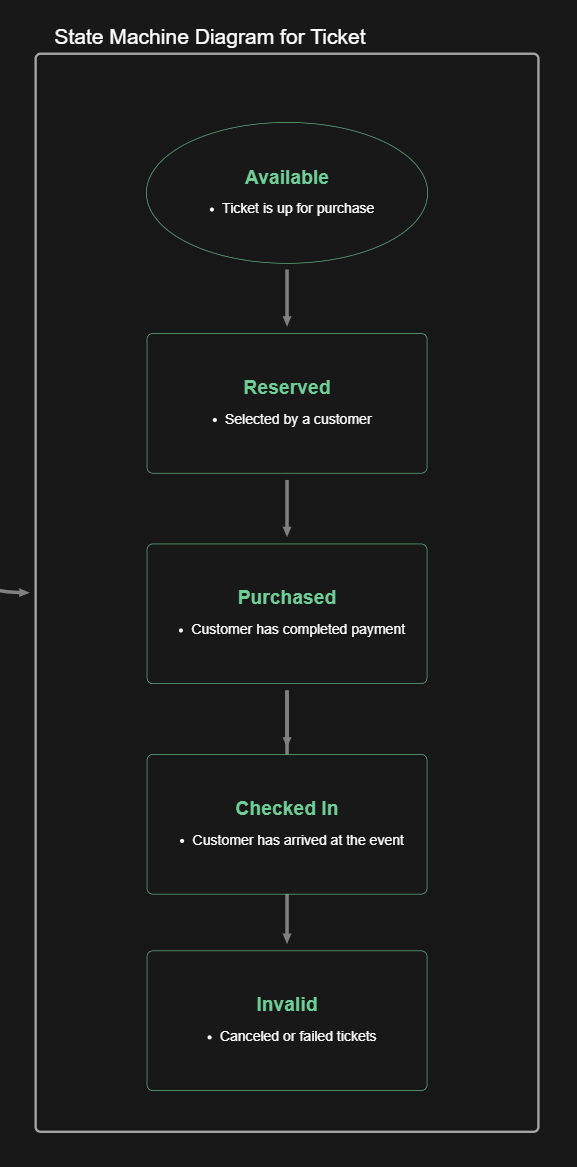 State Machine Diagram for Ticket
Available
• Ticket is up for purchase
Reserved
• Selected by a customer
Purchased
• Customer has completed payment
Checked In
• Customer has arrived at the event
Invalid
• Canceled or failed tickets